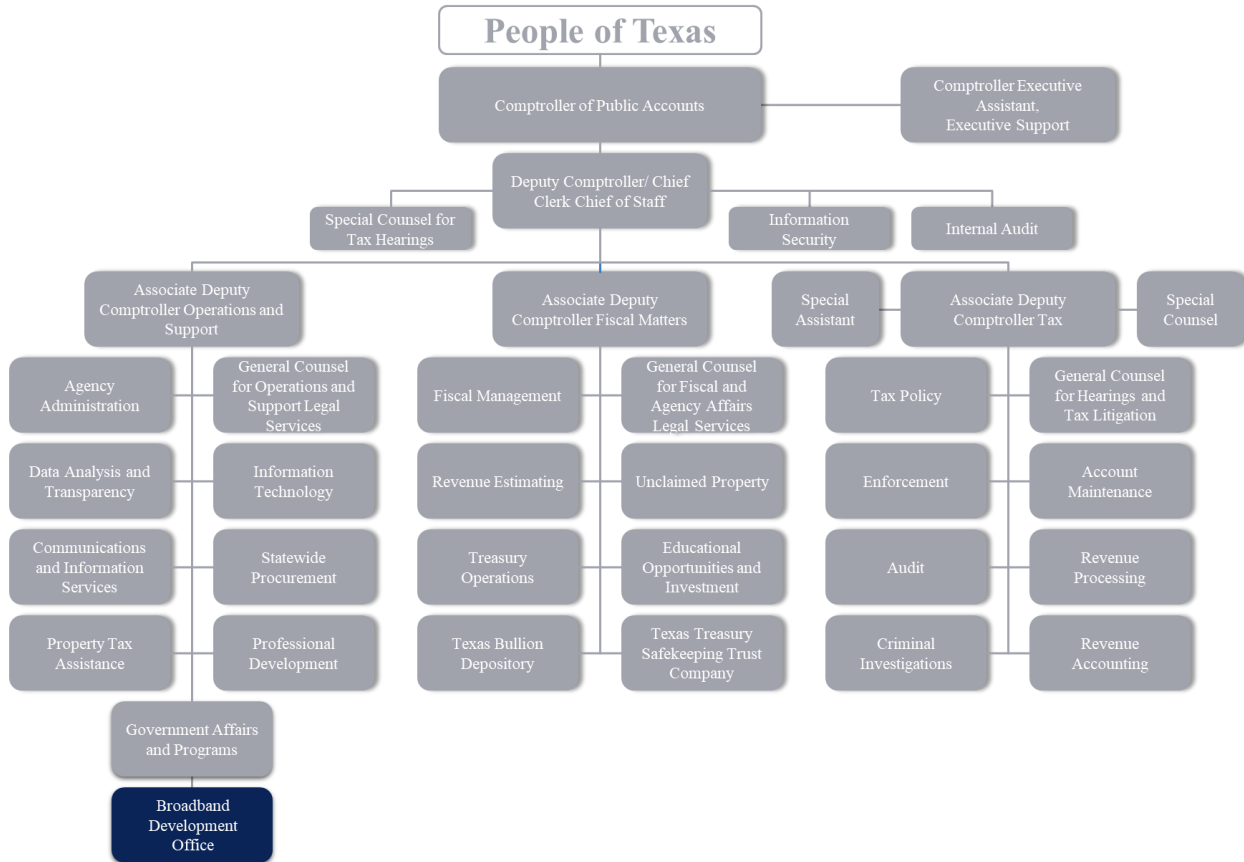 People of Texas
Comptroller of Public Accounts
Comptroller Executive
Assistant,
Executive Support
Deputy Comptroller/ Chief
Clerk Chief of Staff
Special Counsel for
Tax Hearings
Information
Security
Internal Audit
Associate Deputy
Comptroller Operations and
Support
Associate Deputy
Comptroller Fiscal Matters
Special
Assistant
Associate Deputy
Comptroller Tax
Special
Counsel
Agency
Administration
General Counsel
for Operations and
Support Legal
Services
Fiscal Management
General Counsel
for Fiscal and
Agency Affairs
Legal Services
Tax Policy
General Counsel
for Hearings and
Tax Litigation
Data Analysis and
Transparency
Information
Technology
Revenue Estimating
Unclaimed Property
Enforcement
Account
Maintenance
Communications
and Information
Services
Statewide
Procurement
Treasury
Operations
Educational
Opportunities and
Investment
Audit
Revenue
Processing
Property Tax
Assistance
Professional
Development
Texas Bullion
Depository
Texas Treasury
Safekeeping Trust
Company
Criminal
Investigations
Revenue
Accounting
Government Affairs
and Programs
Broadband
Development
Office